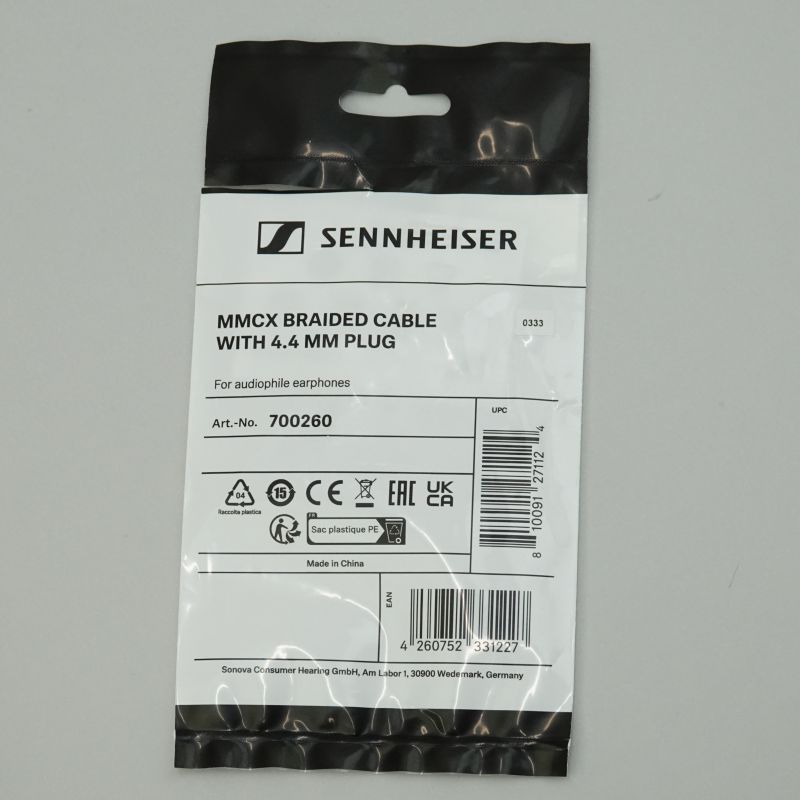 SENNHEISER
MMCX BRAIDED CABLE
WITH 4.4 MM PLUG
0333
For audiophile earphones
Art.-No. 700260
UPC
8 10091 27112 4
04
Raccolta plastica
15
CE
EAC
UK
CA
FR
Sac plastique PE
Made in China
EAN
4 260752 331227
Sonova Consumer Hearing GmbH, Am Labor 1, 30900 Wedemark, Germany